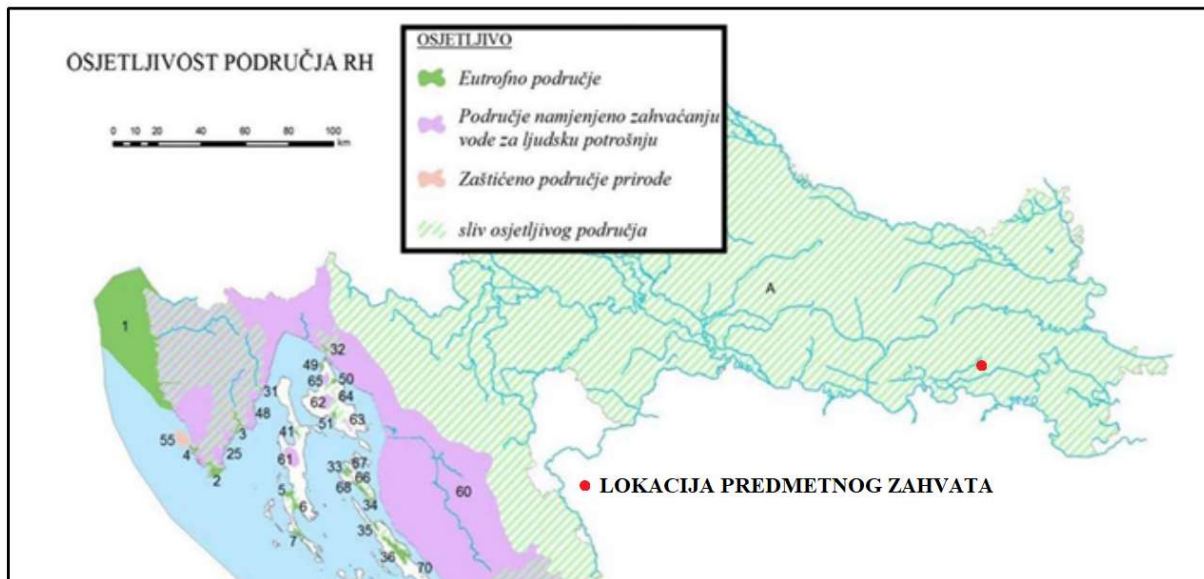 OSJETLJIVOST PODRUČJA RH
0 10 20 40 60 80 100
km
OSJETLJIVO
Eutrofno područje
Područje namjenjeno zahvaćanju
vode za ljudsku potrošnju
Zaštićeno područje prirode
sliv osjetljivog područja
A
1
32
49
65
50
31
62
64
48
51
63
3
41
55
4
25
61
2
33
67
66
5
68
60
6
34
7
35
36
70
LOKACIJA PREDMETNOG ZAHVATA